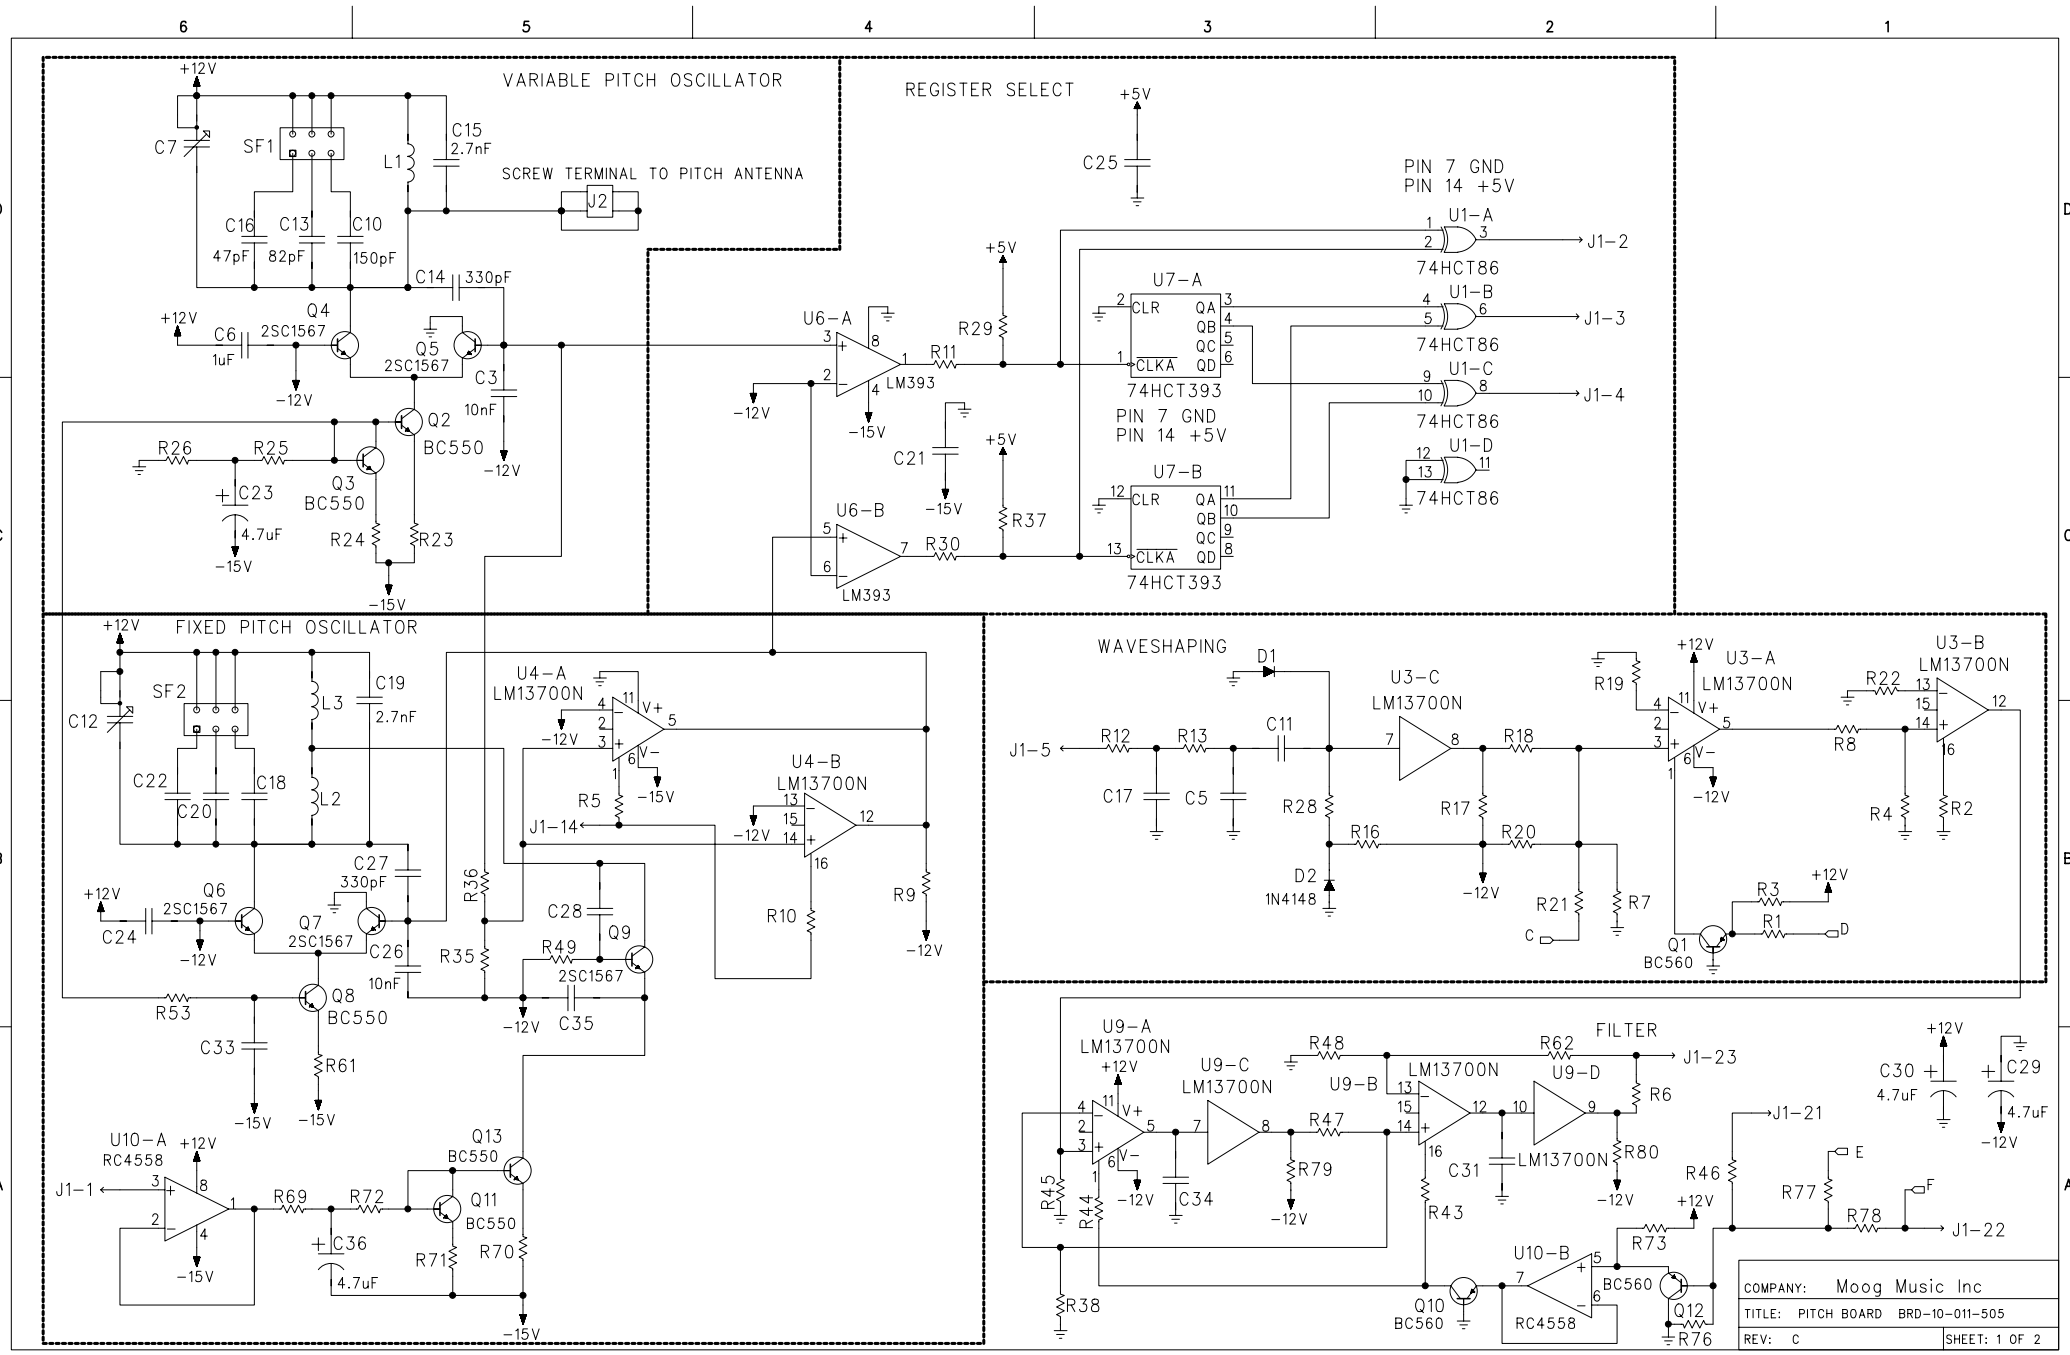 6 5 4 3 2 1
VARIABLE PITCH OSCILLATOR
+12V
C7
SF1
L1
C15
2.7nF
SCREW TERMINAL TO PITCH ANTENNA
J2
C16
47pF
C13
82pF
C10
150pF
C14 330pF
+12V
C6
1uF
Q4
2SC1567
-12V
Q5
2SC1567
C3
10nF
-12V
Q2
BC550
R26
R25
Q3
BC550
+ C23
4.7uF
-15V
R24
R23
-15V
REGISTER SELECT
+5V
C25
PIN 7 GND
PIN 14 +5V
1 U1-A
2 3
J1-2
74HCT86
4 U1-B
5 6
J1-3
74HCT86
9 U1-C
10 8
J1-4
74HCT86
12 U1-D
13 11
74HCT86
+5V
R29
U6-A
3 +
2 -
8
1
4
LM393
-12V
-15V
R11
U7-A
2 CLR QA 3
QB 4
QC 5
1 CLKA QD 6
74HCT393
PIN 7 GND
PIN 14 +5V
C21
-15V
+5V
R37
U6-B
5 +
6 -
7
LM393
R30
U7-B
12 CLR QA 11
QB 10
QC 9
13 CLKA QD 8
74HCT393
FIXED PITCH OSCILLATOR
+12V
C12
SF2
L3
C19
2.7nF
C22
C20
C18
L2
C27
330pF
+12V
C24
Q6
2SC1567
-12V
Q7
2SC1567
C26
10nF
R53
Q8
BC550
C33
-15V
R61
-15V
U4-A
LM13700N
4 -
2
3 +
11
V+
5
6
V-
1
-12V
-15V
R5
J1-14
U4-B
LM13700N
13 -
15
14 +
12
16
-12V
R9
-12V
R10
R36
R35
C28
R49
Q9
2SC1567
-12V
C35
U10-A
RC4558
+12V
J1-1
3 +
2 -
8
1
4
-15V
R69
R72
+ C36
4.7uF
Q13
BC550
Q11
BC550
R71
R70
-15V
WAVESHAPING
J1-5
R12
R13
C11
C17
C5
D1
R28
R16
D2
1N4148
U3-C
LM13700N
7
8
R17
R18
R20
-12V
R21
R7
C
R19
+12V
U3-A
LM13700N
4 -
2
3 +
11
V+
5
6
V-
1
-12V
R8
R4
R22
U3-B
LM13700N
13 -
15
14 +
12
16
R2
R3
+12V
R1
D
Q1
BC560
FILTER
U9-A
LM13700N
+12V
4 -
2
3 +
11
V+
5
6
V-
1
-12V
R45
R44
C34
U9-C
LM13700N
7
8
R47
R79
-12V
R48
R62
J1-23
U9-B
LM13700N
13 -
15
14 +
12
16
U9-D
LM13700N
10
9
C31
R6
R80
-12V
R43
R38
Q10
BC560
U10-B
RC4558
7
5 +
6 -
R73
+12V
BC560
Q12
R76
R46
J1-21
R77
E
R78
F
J1-22
+12V
C30 +
4.7uF
+ C29
4.7uF
-12V
COMPANY: Moog Music Inc
TITLE: PITCH BOARD BRD-10-011-505
REV: C SHEET: 1 OF 2
D
C
B
A